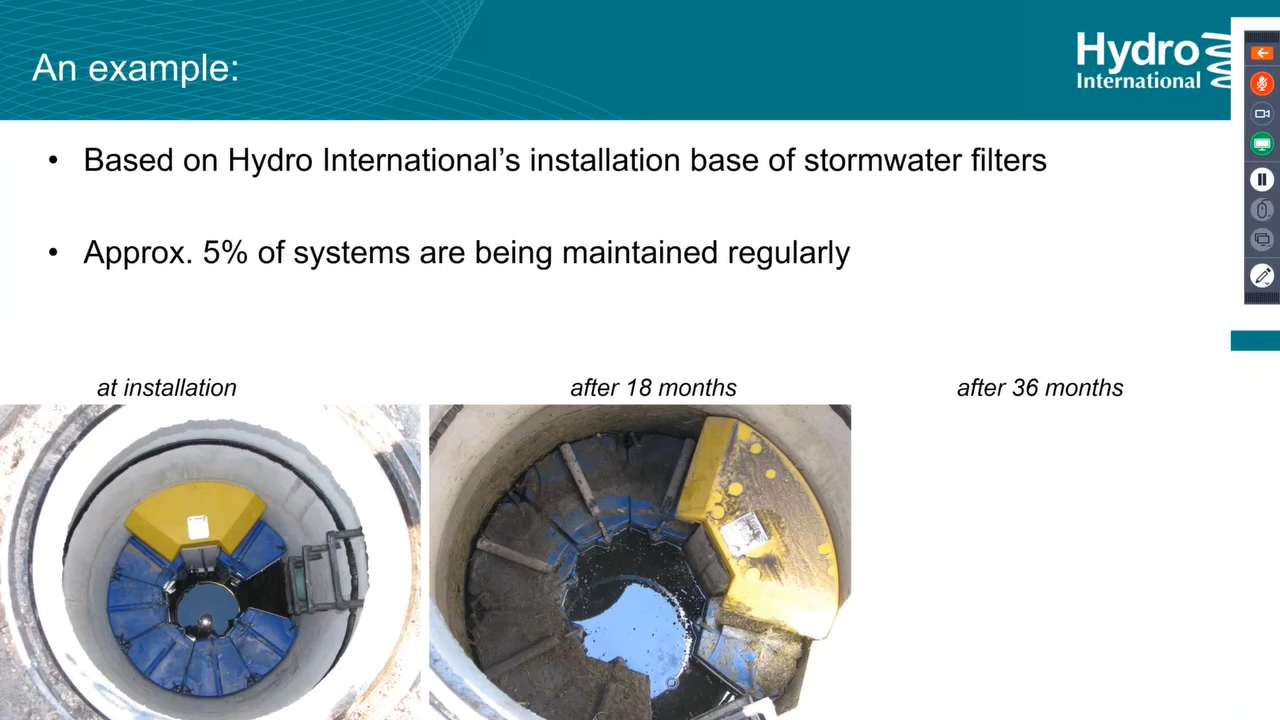 An example:
Hydro
International
• Based on Hydro International’s installation base of stormwater filters
• Approx. 5% of systems are being maintained regularly
at installation
after 18 months
after 36 months